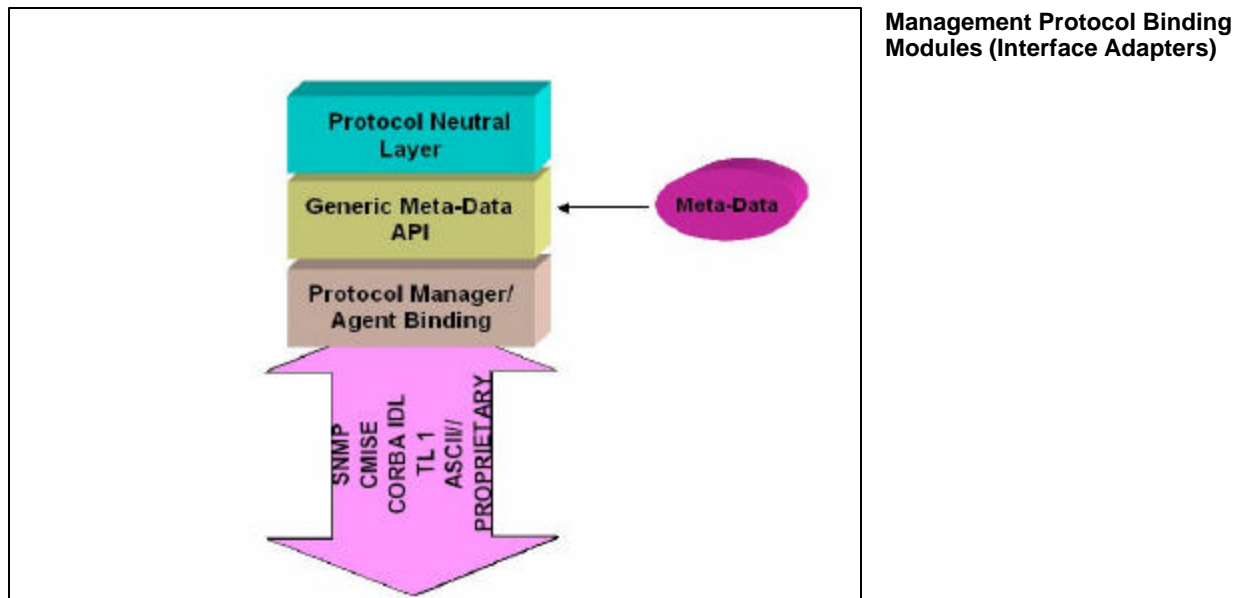 Management Protocol Binding
Modules (Interface Adapters)
Protocol Neutral
Layer
Generic Meta-Data
API
Meta-Data
Protocol Manager/
Agent Binding
SNMP
CMISE
CORBA IDL
TL 1
ASCII//
PROPRIETARY